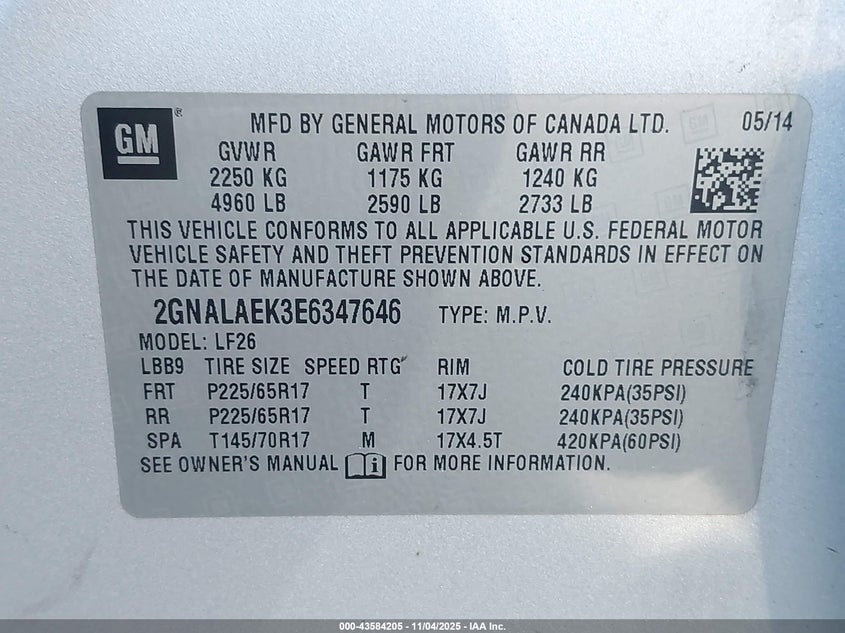 GM
®
MFD BY GENERAL MOTORS OF CANADA LTD. 05/14
GVWR GAWR FRT GAWR RR
2250 KG 1175 KG 1240 KG
4960 LB 2590 LB 2733 LB
THIS VEHICLE CONFORMS TO ALL APPLICABLE U.S. FEDERAL MOTOR
VEHICLE SAFETY AND THEFT PREVENTION STANDARDS IN EFFECT ON
THE DATE OF MANUFACTURE SHOWN ABOVE.
2GNALAEK3E6347646 TYPE: M.P.V.
MODEL: LF26
LBB9 TIRE SIZE SPEED RTG RIM COLD TIRE PRESSURE
FRT P225/65R17 T 17X7J 240KPA(35PSI)
RR P225/65R17 T 17X7J 240KPA(35PSI)
SPA T145/70R17 M 17X4.5T 420KPA(60PSI)
SEE OWNER'S MANUAL i FOR MORE INFORMATION.
000-43584205 - 11/04/2025 - IAA Inc.